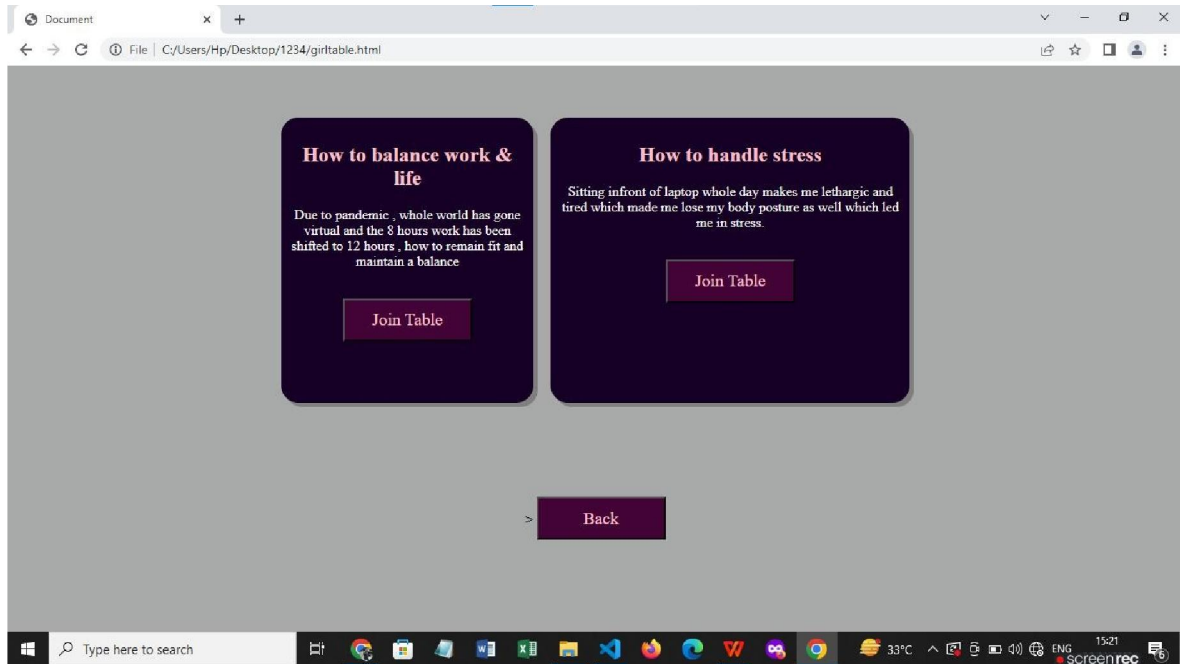 Document
File C:/Users/Hp/Desktop/1234/girltable.html
How to balance work &
life
Due to pandemic , whole world has gone
virtual and the 8 hours work has been
shifted to 12 hours , how to remain fit and
maintain a balance
Join Table
How to handle stress
Sitting infront of laptop whole day makes me lethargic and
tired which made me lose my body posture as well which led
me in stress.
Join Table
> Back
Type here to search
33°C
ENG
15:21
6
screenrec